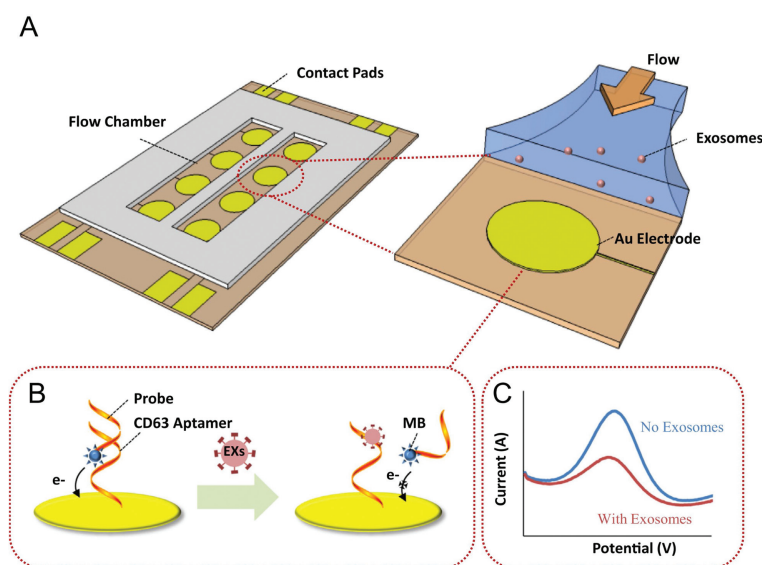 A
Contact Pads
Flow Chamber
Flow
Exosomes
Au Electrode
B
Probe
CD63 Aptamer
e-
EXs
MB
e-
C
Current (A)
No Exosomes
With Exosomes
Potential (V)